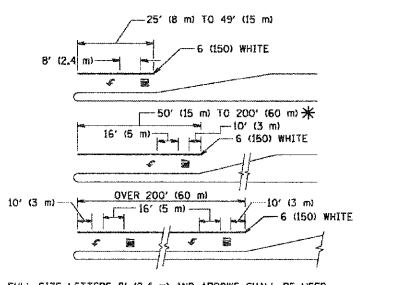 25' (8 m) TO 49' (15 m)
8' (2.4 m)
6 (150) WHITE
50' (15 m) TO 200' (60 m) *
16' (5 m)
10' (3 m)
6 (150) WHITE
OVER 200' (60 m)
10' (3 m)
16' (5 m)
10' (3 m)
6 (150) WHITE